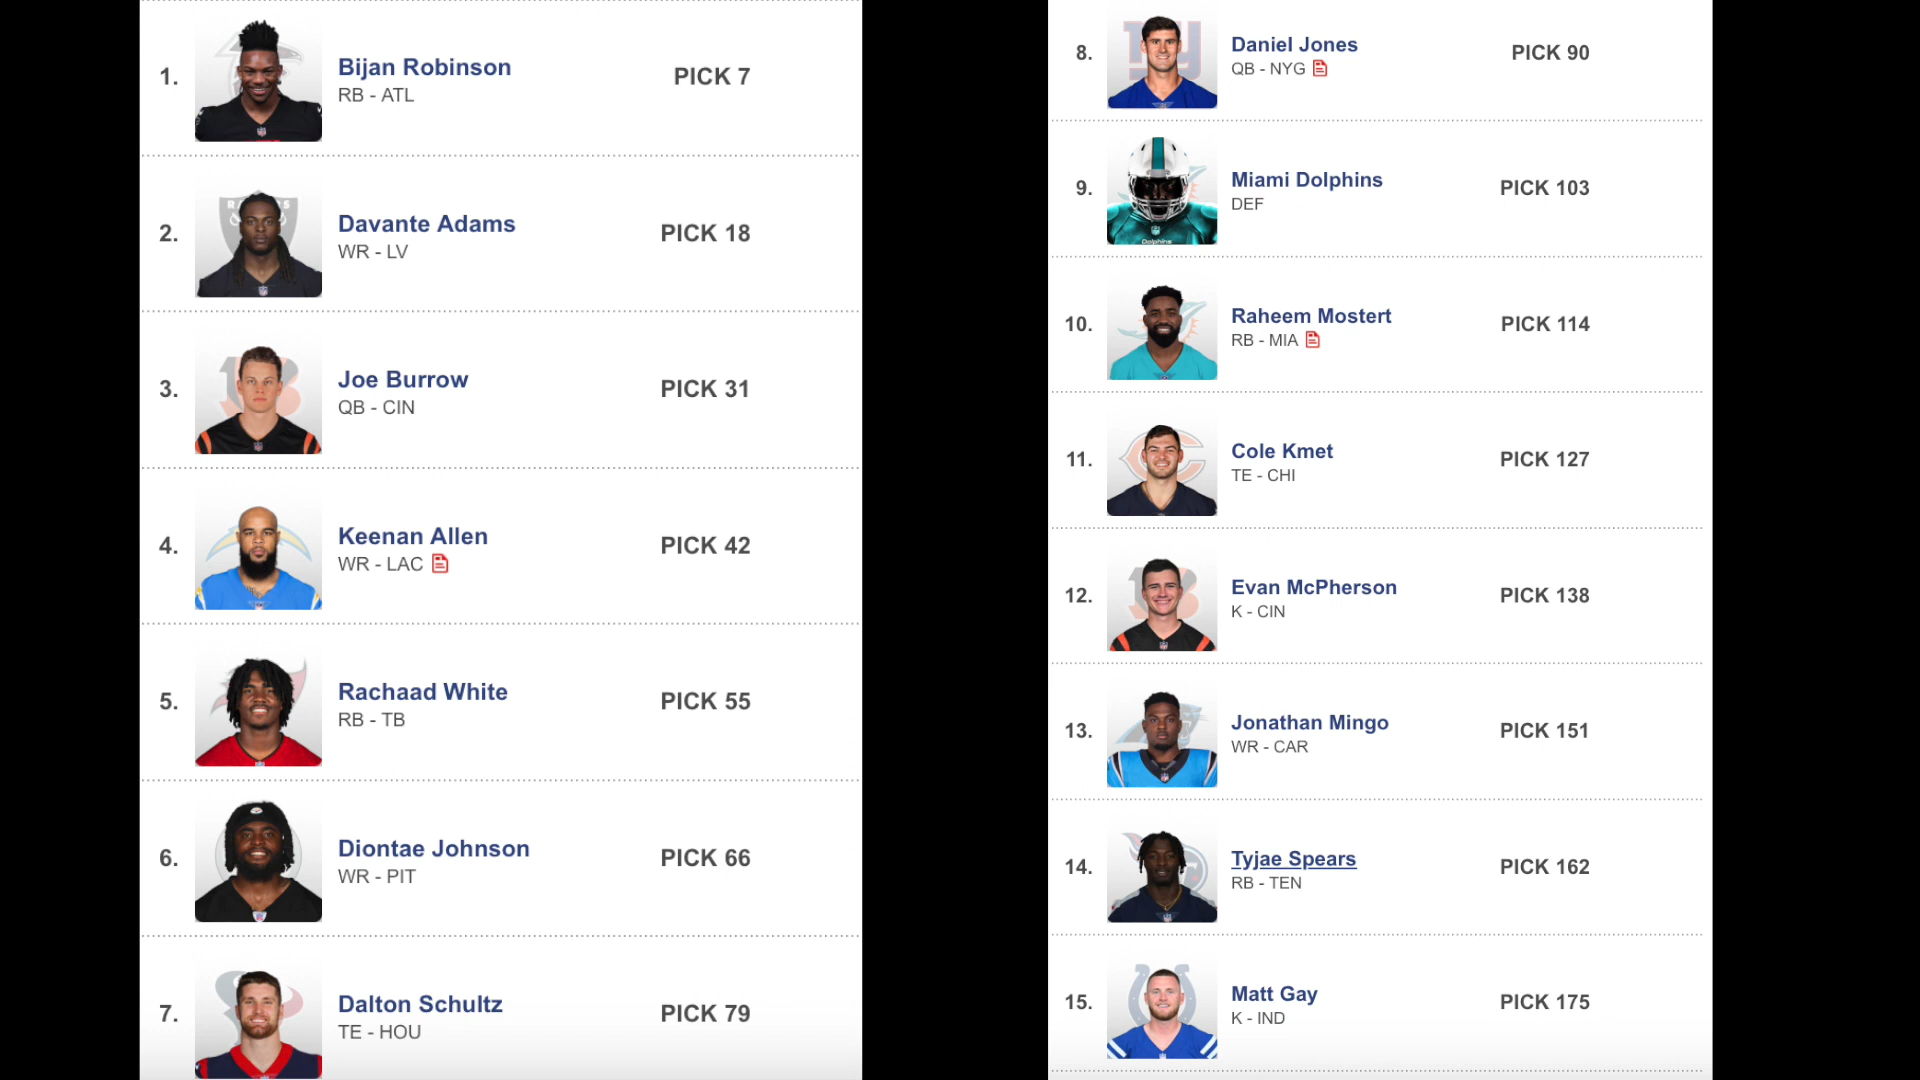 1.
Bijan Robinson
RB - ATL
PICK 7
2.
Davante Adams
WR - LV
PICK 18
3.
Joe Burrow
QB - CIN
PICK 31
4.
Keenan Allen
WR - LAC
PICK 42
5.
Rachaad White
RB - TB
PICK 55
6.
Diontae Johnson
WR - PIT
PICK 66
7.
Dalton Schultz
TE - HOU
PICK 79
8.
Daniel Jones
QB - NYG
PICK 90
9.
Miami Dolphins
DEF
PICK 103
Dolphins
10.
Raheem Mostert
RB - MIA
PICK 114
11.
Cole Kmet
TE - CHI
PICK 127
12.
Evan McPherson
K - CIN
PICK 138
13.
Jonathan Mingo
WR - CAR
PICK 151
14.
Tyjae Spears
RB - TEN
PICK 162
15.
Matt Gay
K - IND
PICK 175